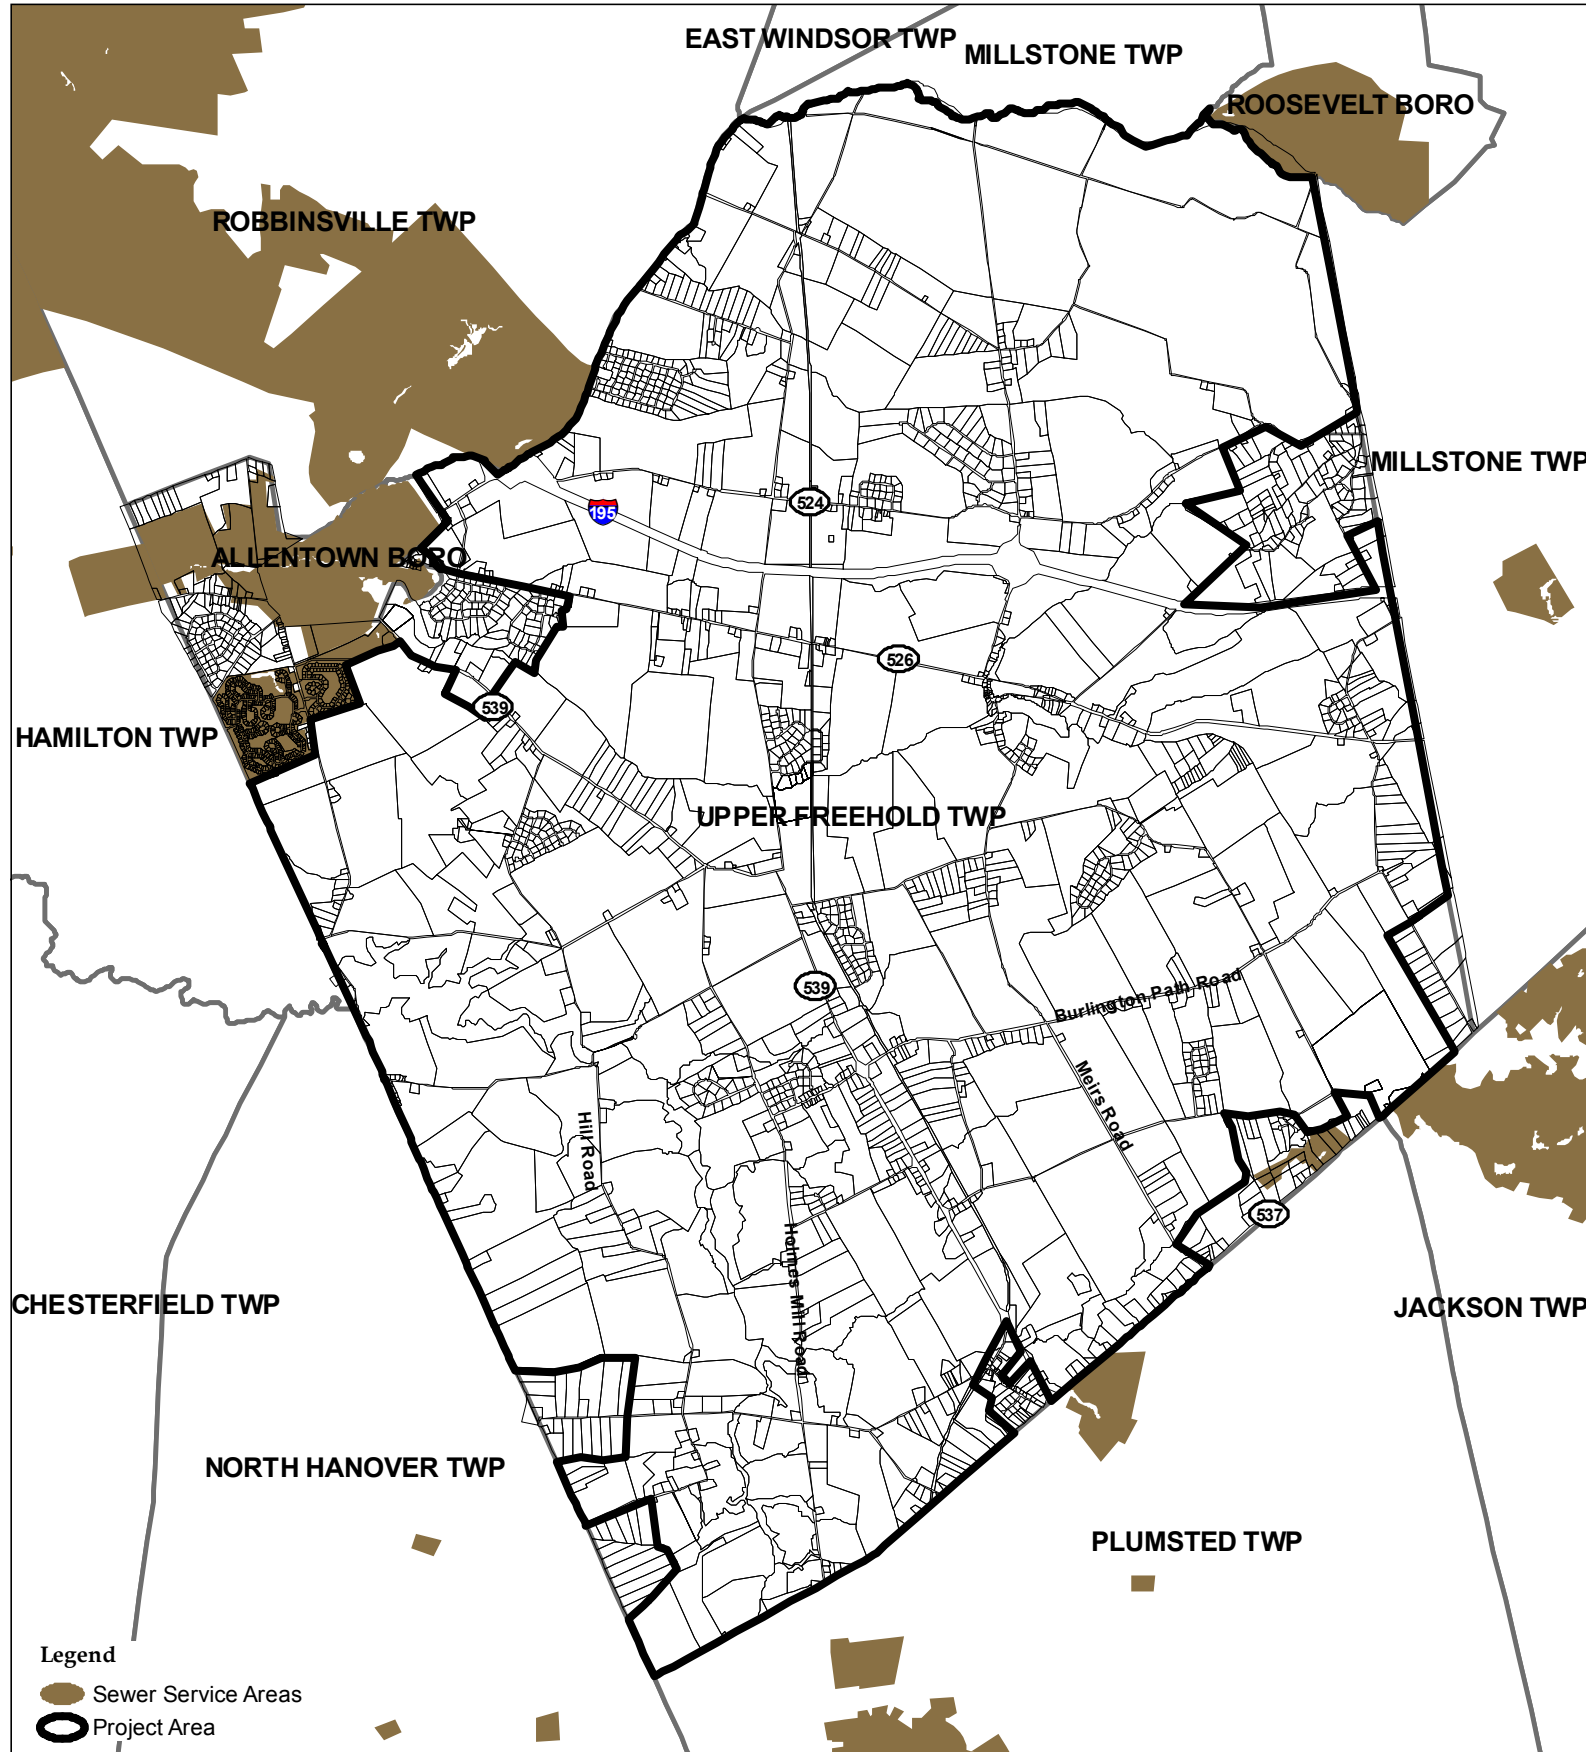 EAST WINDSOR TWP
MILLSTONE TWP
ROOSEVELT BORO
ROBBINSVILLE TWP
MILLSTONE TWP
524
195
ALLENTOWN BORO
526
539
HAMILTON TWP
UPPER FREEHOLD TWP
539
Burlington Path Road
Meirs Road
Hill Road
537
Holmes Mill Road
CHESTERFIELD TWP
JACKSON TWP
NORTH HANOVER TWP
PLUMSTED TWP
Legend
Sewer Service Areas
Project Area